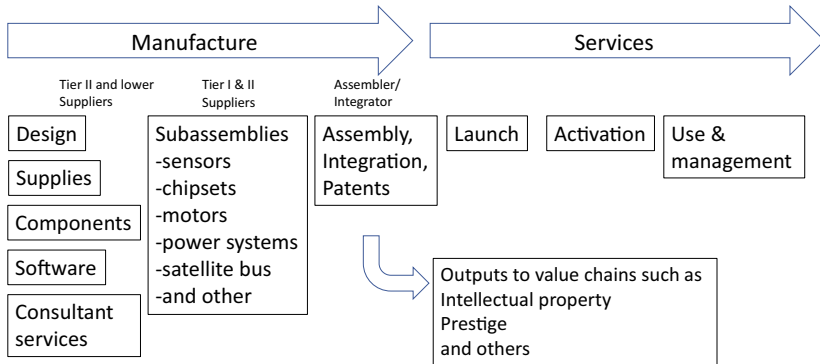 Manufacture
Services
Tier II and lower
Suppliers
Tier I & II
Suppliers
Assembler/
Integrator
Design
Supplies
Components
Software
Consultant
services
Subassemblies
-sensors
-chipsets
-motors
-power systems
-satellite bus
-and other
Assembly,
Integration,
Patents
Launch
Activation
Use &
management
Outputs to value chains such as
Intellectual property
Prestige
and others